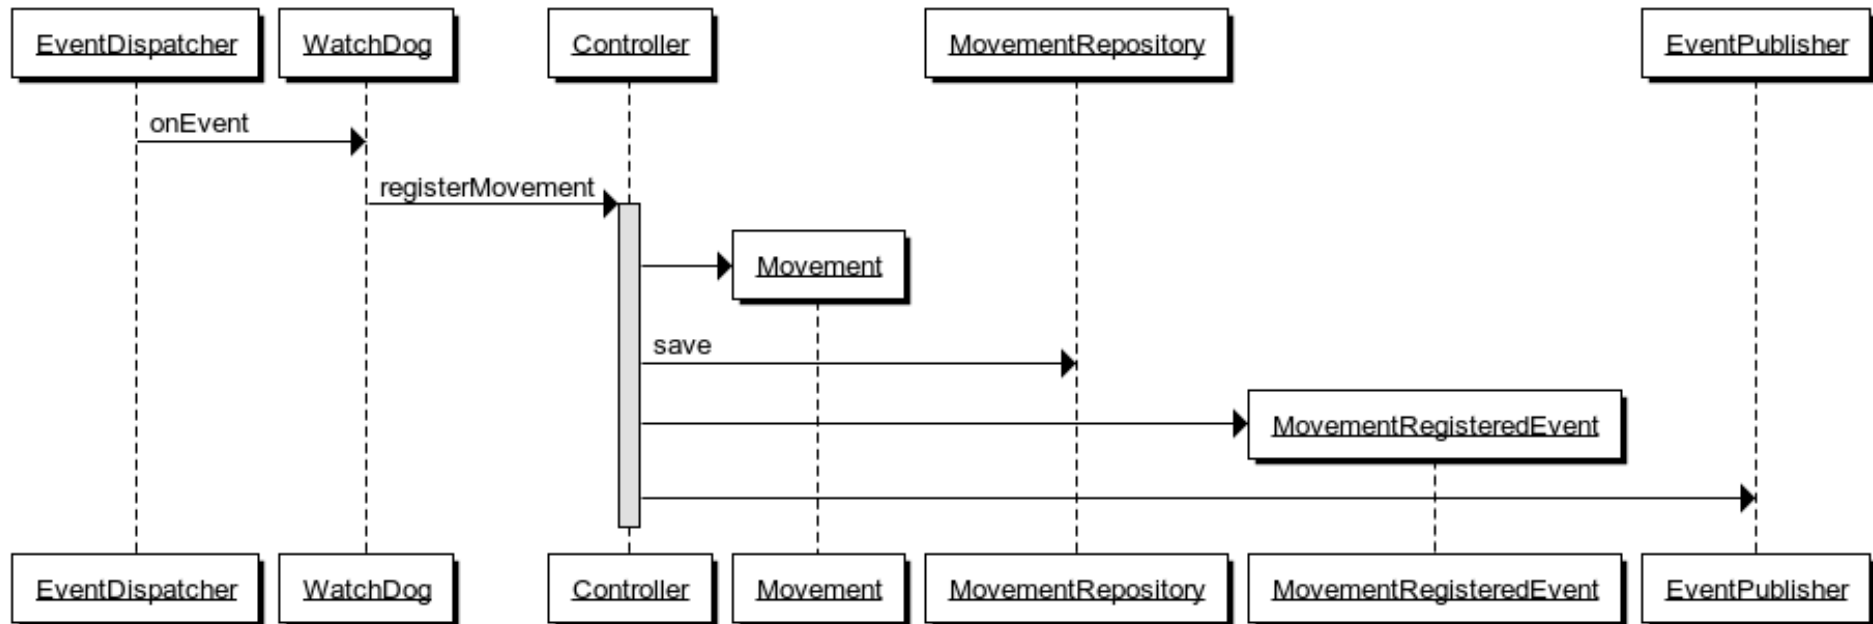 EventDispatcher WatchDog Controller MovementRepository EventPublisher
onEvent
registerMovement
Movement
save
MovementRegisteredEvent
EventDispatcher WatchDog Controller Movement MovementRepository MovementRegisteredEvent EventPublisher